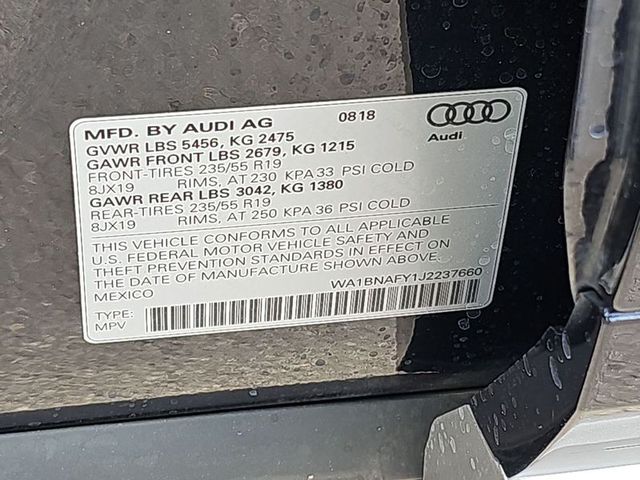 MFD. BY AUDI AG 0818
GVWR LBS 5456, KG 2475
Audi
GAWR FRONT LBS 2679, KG 1215
FRONT-TIRES 235/55 R19
8JX19 RIMS, AT 230 KPA 33 PSI COLD
GAWR REAR LBS 3042, KG 1380
REAR-TIRES 235/55 R19
8JX19 RIMS, AT 250 KPA 36 PSI COLD
THIS VEHICLE CONFORMS TO ALL APPLICABLE
U.S. FEDERAL MOTOR VEHICLE SAFETY AND
THEFT PREVENTION STANDARDS IN EFFECT ON
DATE OF MANUFACTURE SHOWN ABOVE.
MEXICO WA1BNAFY1J2237660
TYPE:
MPV